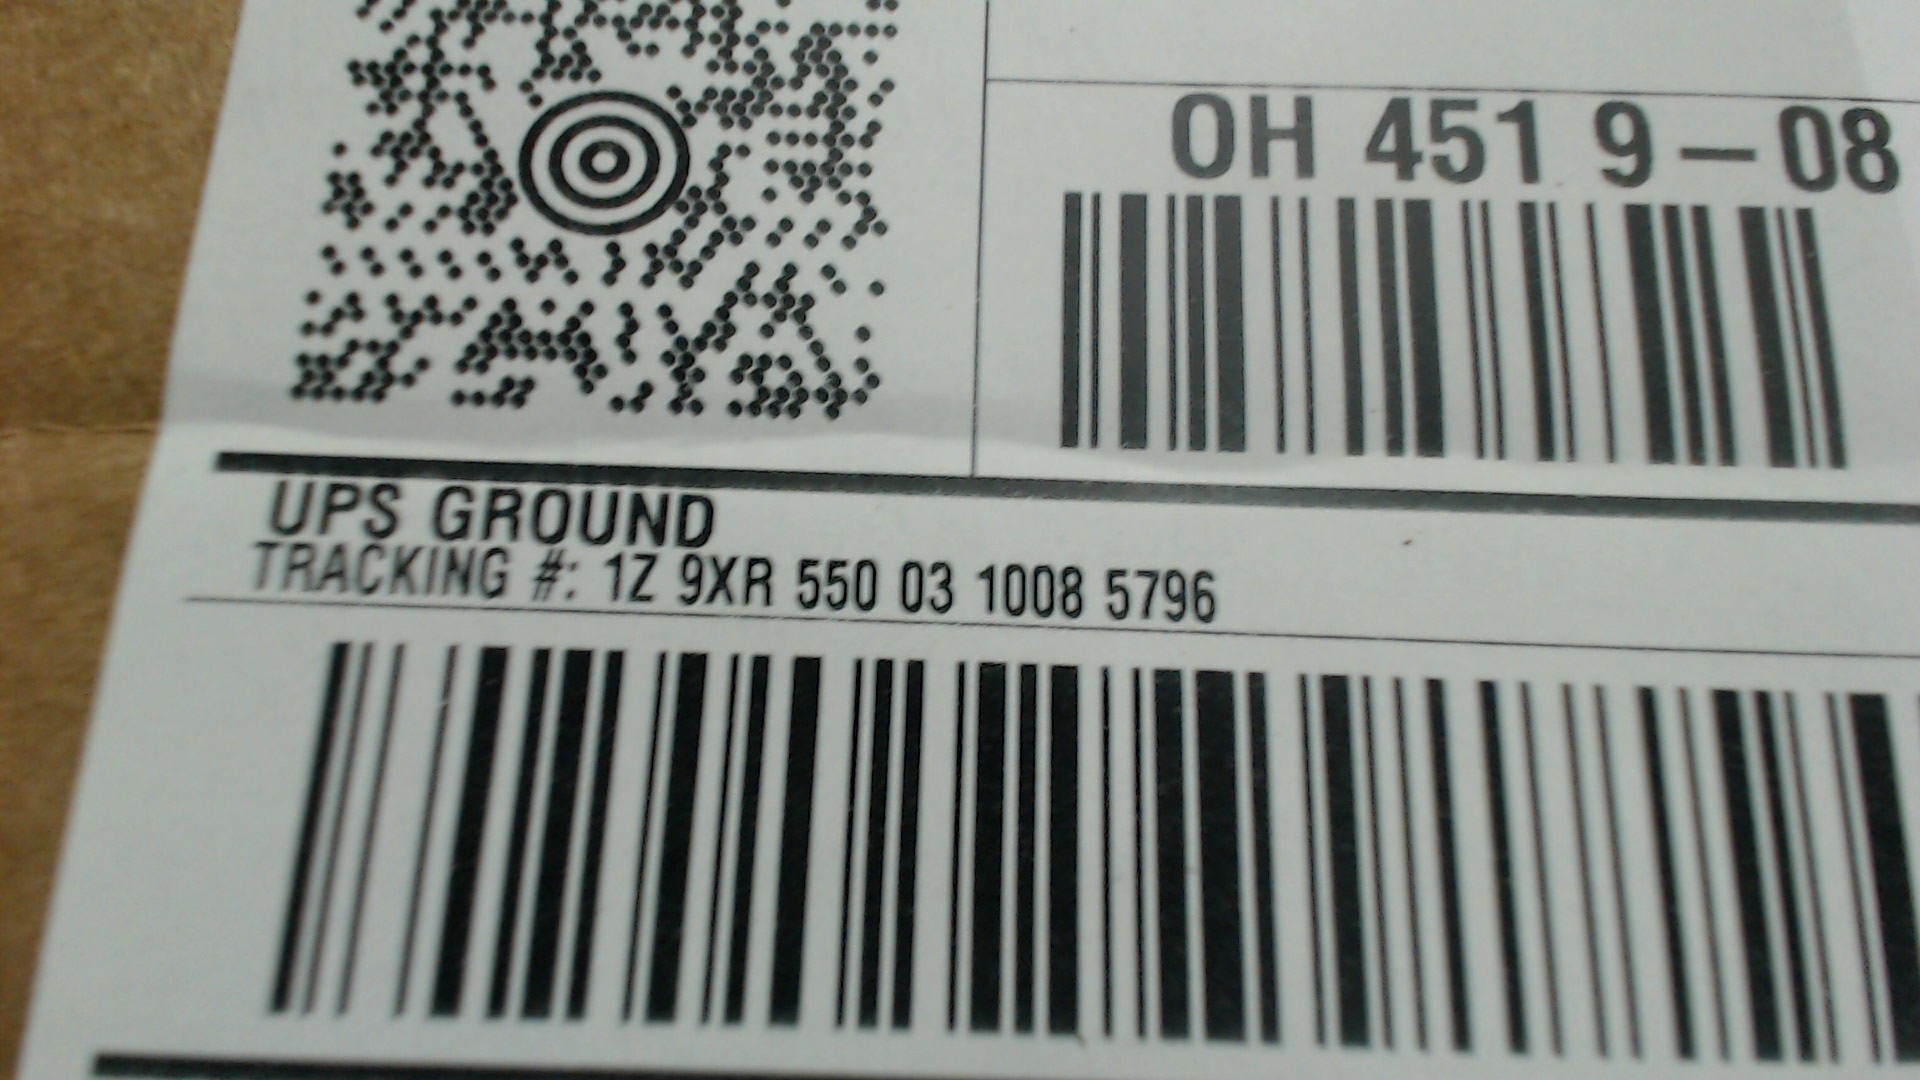 OH 451 9-08
UPS GROUND
TRACKING #: 1Z 9XR 550 03 1008 5796